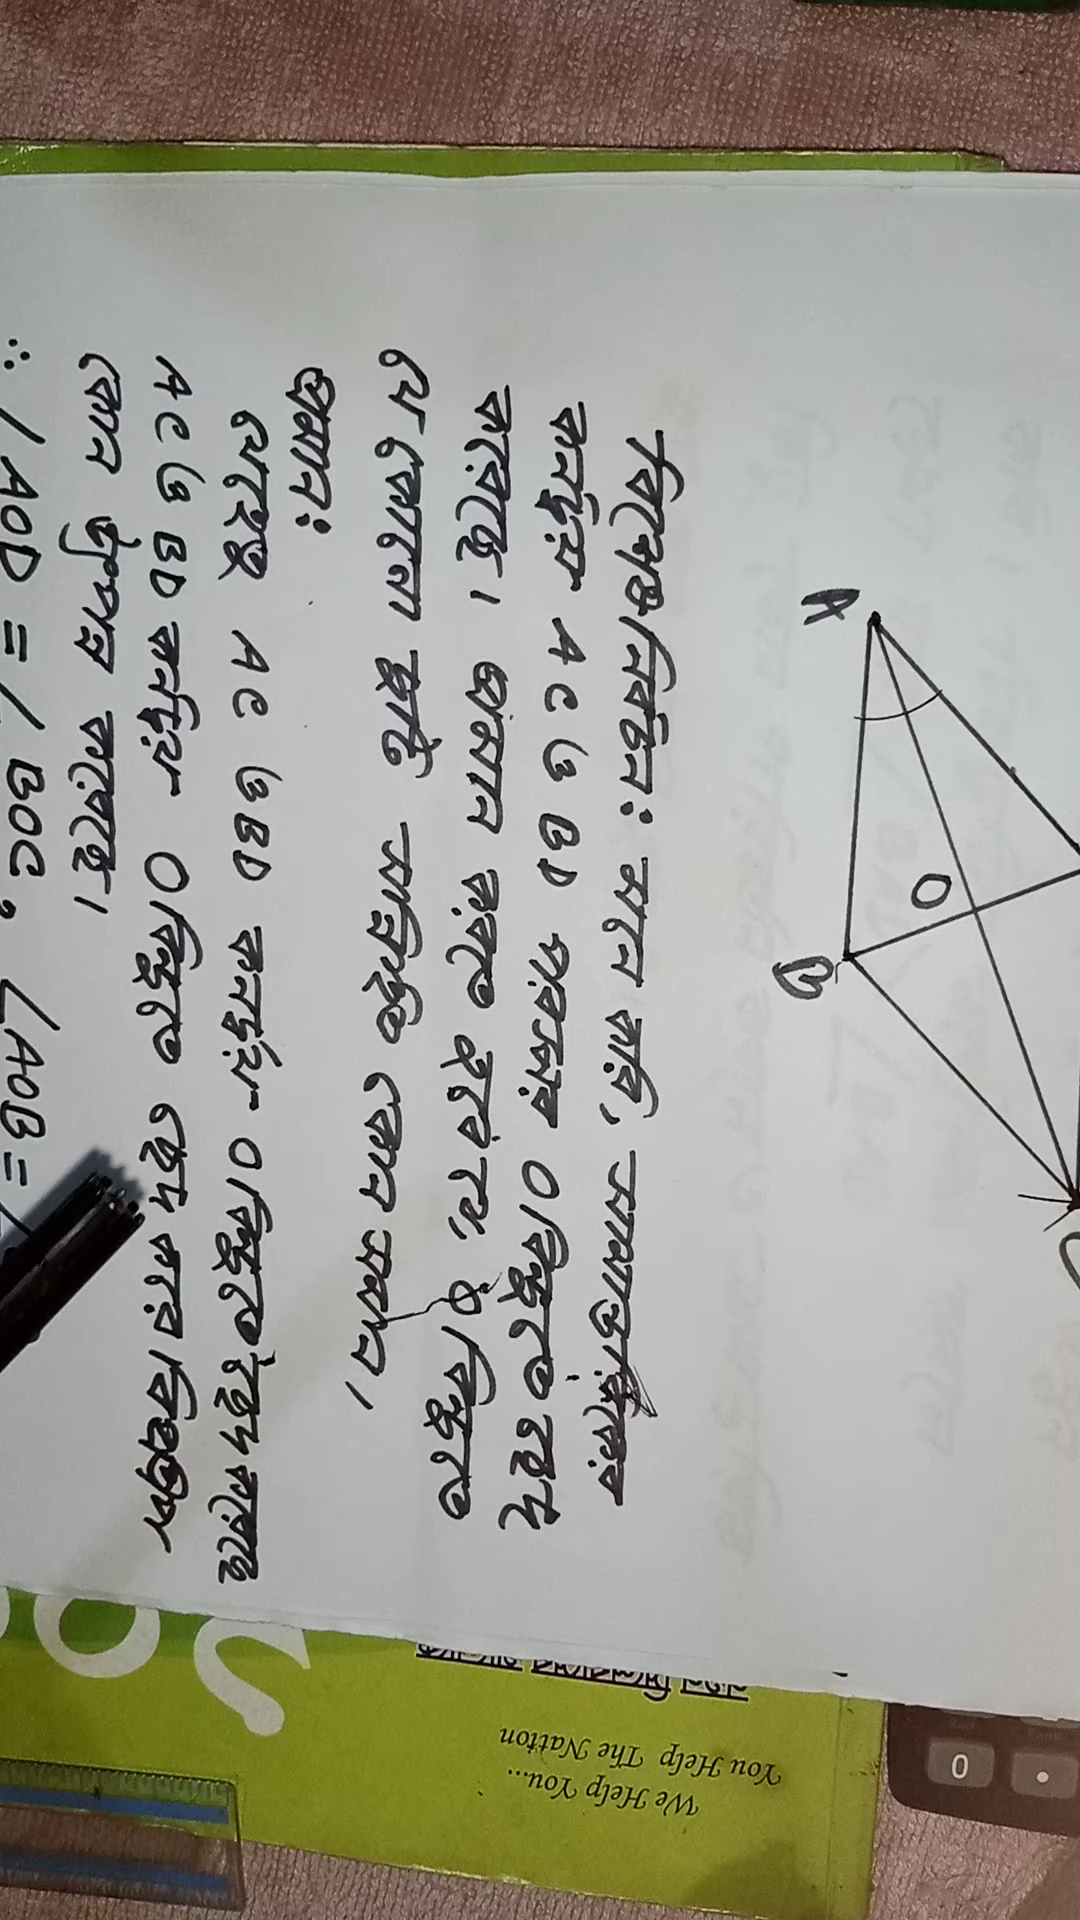 A
B
O
বিশেষ নির্বচন: মনে করি, সামান্তরিকের
কর্ণদ্বয় AC ও BD পরস্পর O বিন্দুতে ছেদ
করেছে। প্রমাণ করতে হবে যে, O বিন্দুতে
যে কোনো দুটি সন্নিহিত কোণ সমান।
প্রমাণ:
যেহেতু AC ও BD কর্ণদ্বয় O বিন্দুতে ছেদ করেছে
AC ও BD কর্ণদ্বয় O বিন্দুতে ছেদ করে বিপ্রতীপ
কোণ উৎপন্ন করেছে।
∴ ∠AOD = ∠BOC, ∠AOB =
We Help You...
You Help The Nation
0
.